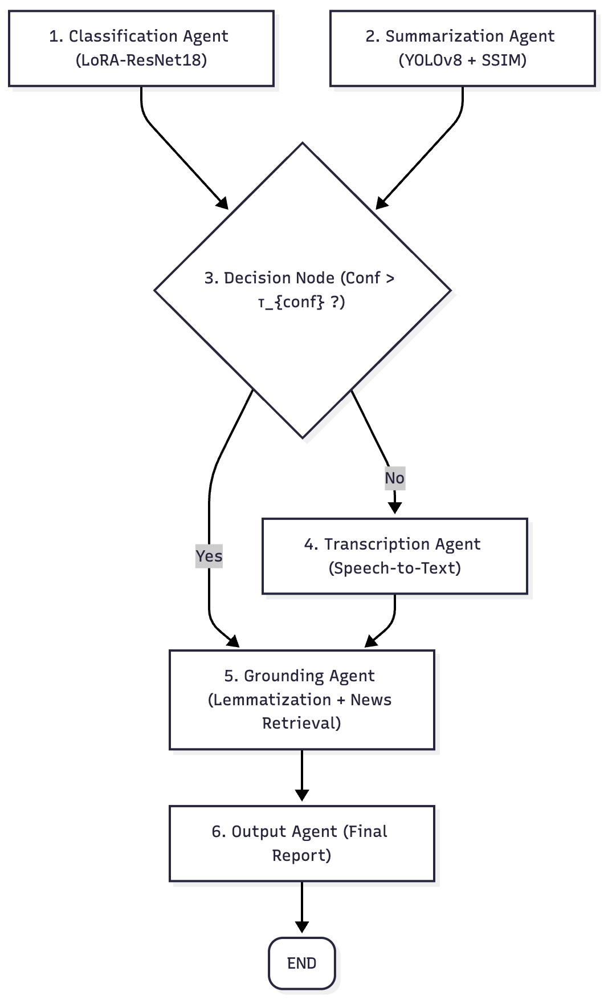 1. Classification Agent
(LoRA-ResNet18)
2. Summarization Agent
(YOLOv8 + SSIM)
3. Decision Node (Conf >
τ_{conf} ?)
No
4. Transcription Agent
(Speech-to-Text)
Yes
5. Grounding Agent
(Lemmatization + News
Retrieval)
6. Output Agent (Final
Report)
END